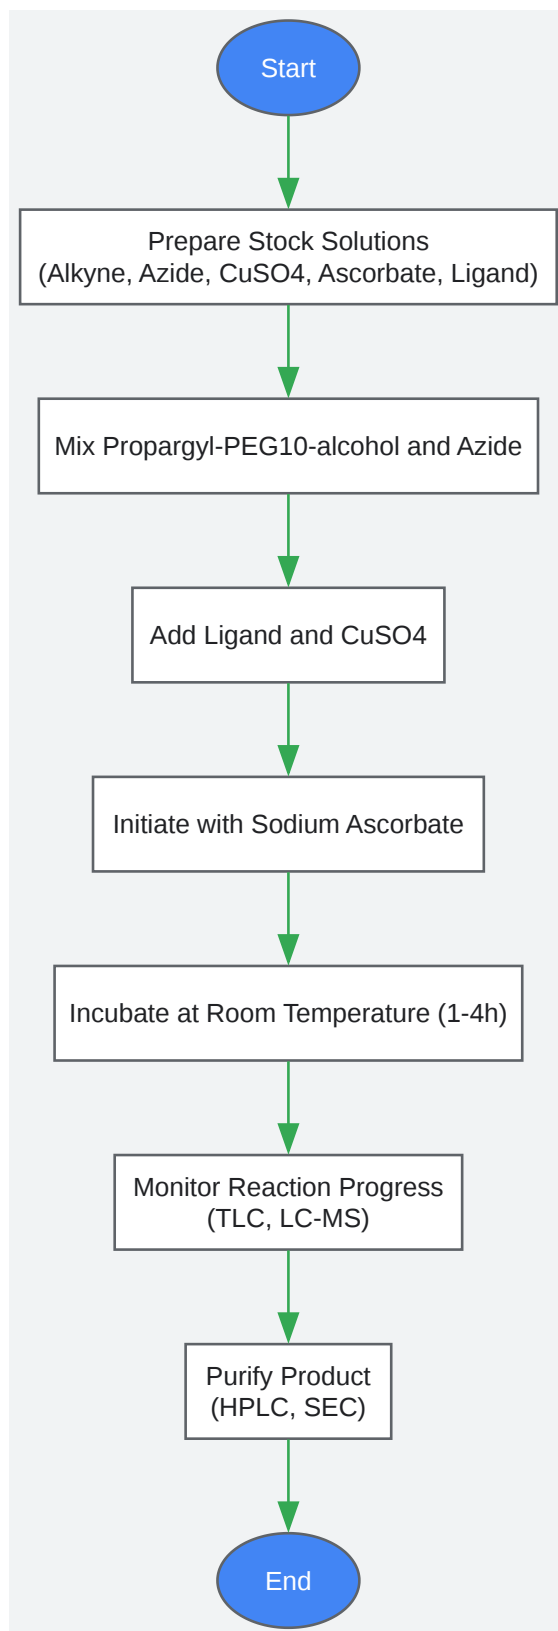 Start
Prepare Stock Solutions
(Alkyne, Azide, CuSO4, Ascorbate, Ligand)
Mix Propargyl-PEG10-alcohol and Azide
Add Ligand and CuSO4
Initiate with Sodium Ascorbate
Incubate at Room Temperature (1-4h)
Monitor Reaction Progress
(TLC, LC-MS)
Purify Product
(HPLC, SEC)
End